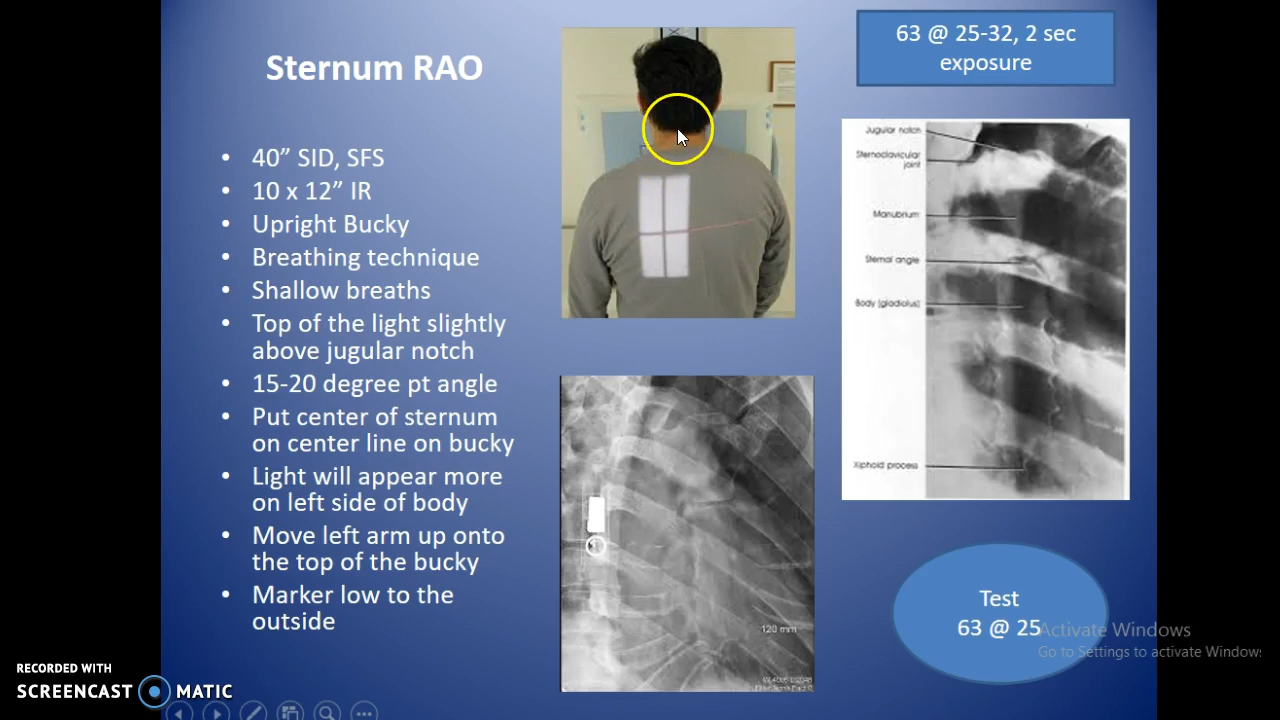 Sternum RAO
• 40” SID, SFS
• 10 x 12” IR
• Upright Bucky
• Breathing technique
• Shallow breaths
• Top of the light slightly
above jugular notch
• 15-20 degree pt angle
• Put center of sternum
on center line on bucky
• Light will appear more
on left side of body
• Move left arm up onto
the top of the bucky
• Marker low to the
outside
63 @ 25-32, 2 sec
exposure
Jugular notch
Sternoclavicular
joint
Manubrium
Sternal angle
Body (gladiolus)
Xiphoid process
120 mm
Test
63 @ 25
Activate Windows
Go to Settings to activate Windows
RECORDED WITH
SCREENCAST MATIC